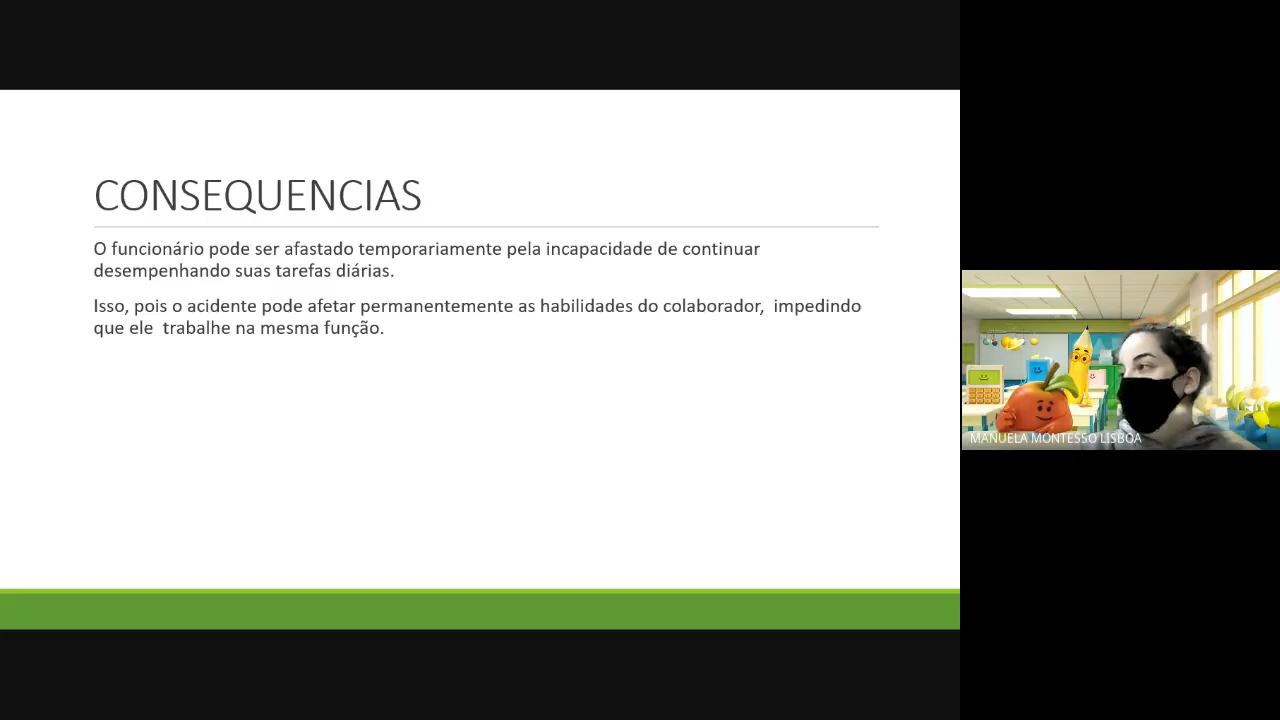 CONSEQUENCIAS
O funcionário pode ser afastado temporariamente pela incapacidade de continuar
desempenhando suas tarefas diárias.
Isso, pois o acidente pode afetar permanentemente as habilidades do colaborador,  impedindo
que ele  trabalhe na mesma função.
MANUELA MONTESSO LISBOA